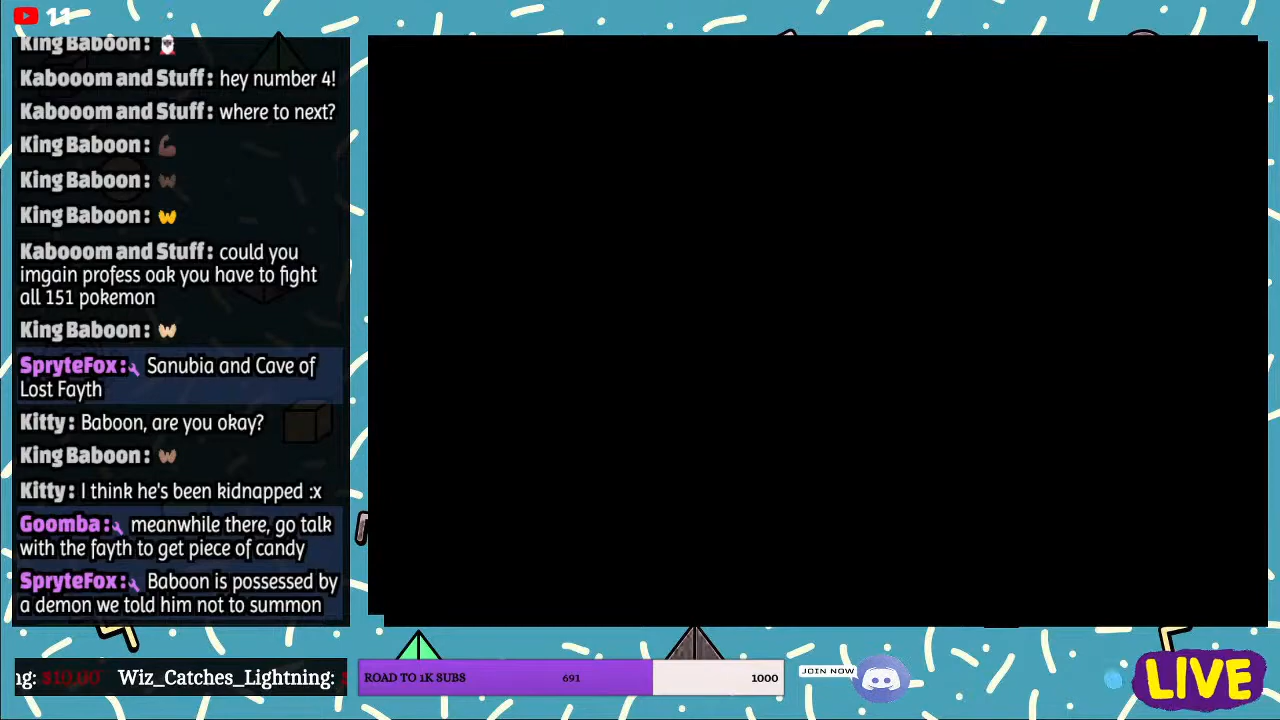 11
King Baboon:
Kabooom and Stuff: hey number 4!
Kabooom and Stuff: where to next?
King Baboon:
King Baboon:
King Baboon:
Kabooom and Stuff: could you
imgain profess oak you have to fight
all 151 pokemon
King Baboon:
SpryteFox: Sanubia and Cave of
Lost Fayth
Kitty: Baboon, are you okay?
King Baboon:
Kitty: I think he's been kidnapped :x
Goomba: meanwhile there, go talk
with the fayth to get piece of candy
SpryteFox: Baboon is possessed by
a demon we told him not to summon
ng: $10.00 Wiz_Catches_Lightning:
ROAD TO 1K SUBS 691 1000
JOIN NOW
LIVE